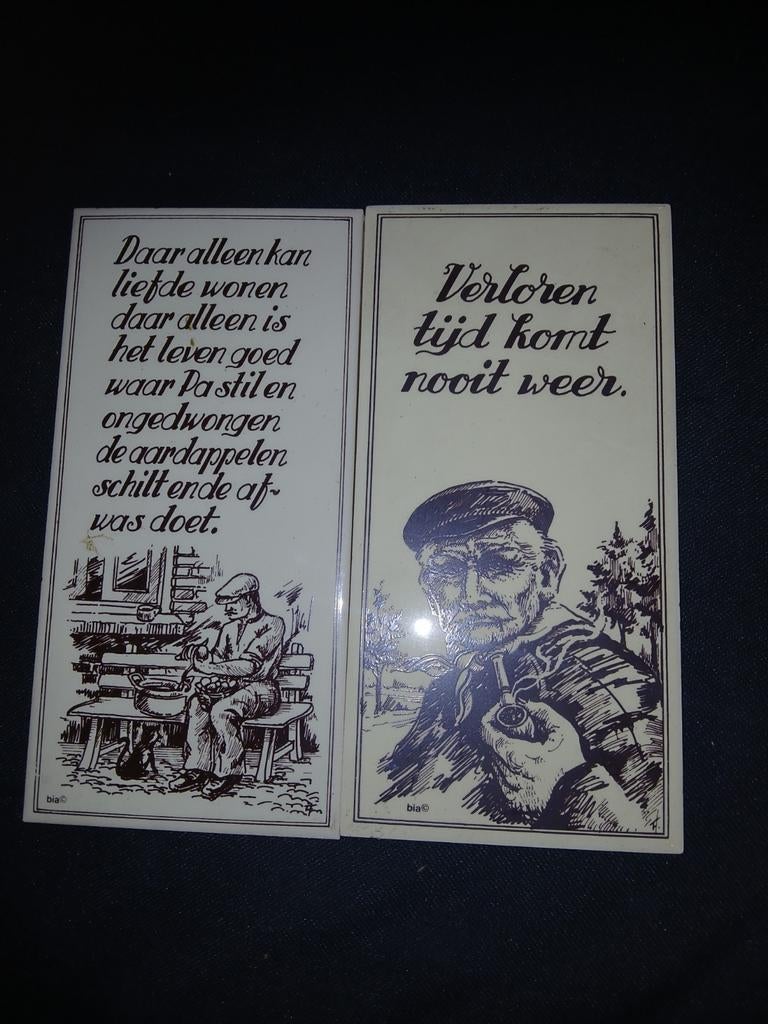 Daar alleen kan
liefde wonen
daar alleen is
het leven goed
waar Pa stil en
ongedwongen
de aardappelen
schilt en de af~
was doet.
bia©
Verloren
tijd komt
nooit weer.
bia©